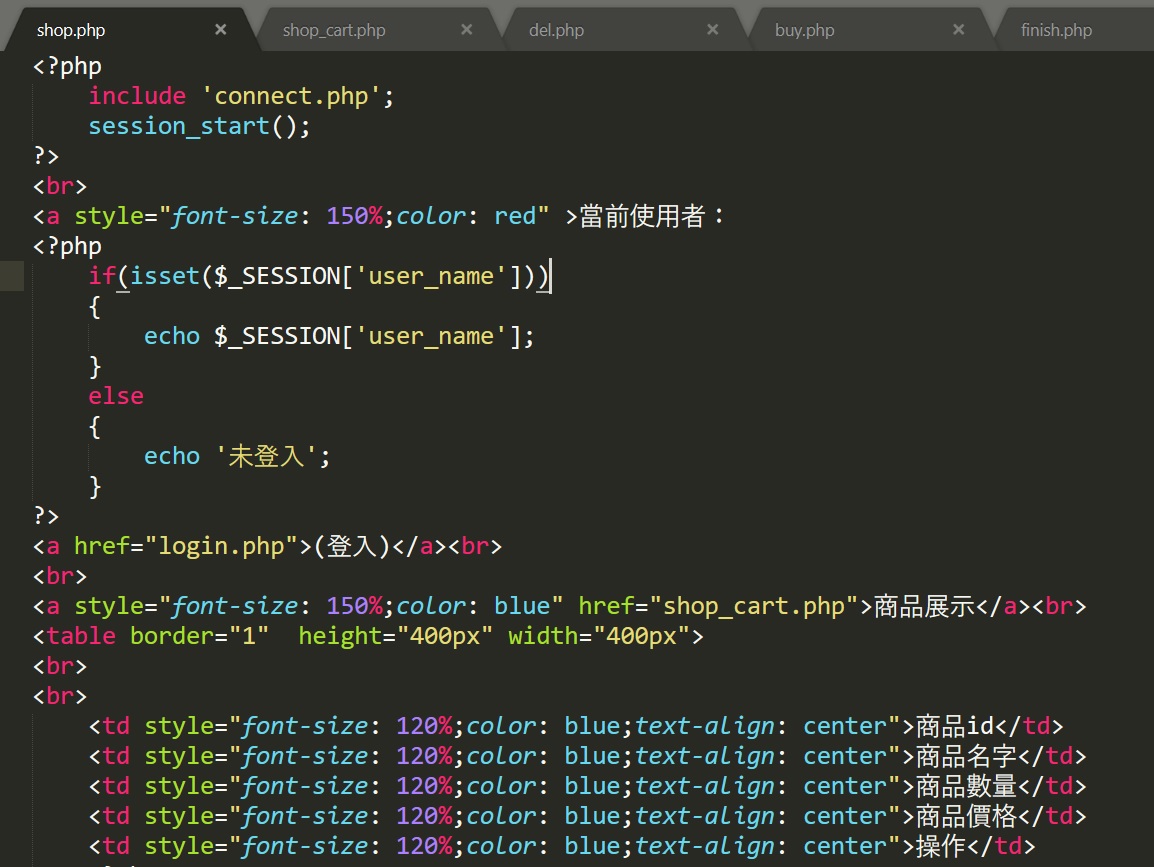 shop.php × shop_cart.php × del.php × buy.php × finish.php
<?php
    include 'connect.php';
    session_start();
?>
<br>
<a style="font-size: 150%;color: red" >當前使用者：
<?php
    if(isset($_SESSION['user_name']))
    {
        echo $_SESSION['user_name'];
    }
    else
    {
        echo '未登入';
    }
?>
<a href="login.php">(登入)</a><br>
<br>
<a style="font-size: 150%;color: blue" href="shop_cart.php">商品展示</a><br>
<table border="1"  height="400px" width="400px">
<br>
<br>
    <td style="font-size: 120%;color: blue;text-align: center">商品id</td>
    <td style="font-size: 120%;color: blue;text-align: center">商品名字</td>
    <td style="font-size: 120%;color: blue;text-align: center">商品數量</td>
    <td style="font-size: 120%;color: blue;text-align: center">商品價格</td>
    <td style="font-size: 120%;color: blue;text-align: center">操作</td>